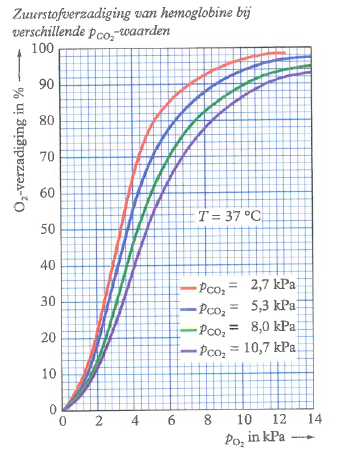 Zuurstofverzadiging van hemoglobine bij
verschillende pCO₂-waarden
O₂-verzadiging in % →
100
90
80
70
60
50
40
30
20
10
0
T = 37 °C
pCO₂ = 2,7 kPa
pCO₂ = 5,3 kPa
pCO₂ = 8,0 kPa
pCO₂ = 10,7 kPa
0 2 4 6 8 10 12 14
pO₂ in kPa →